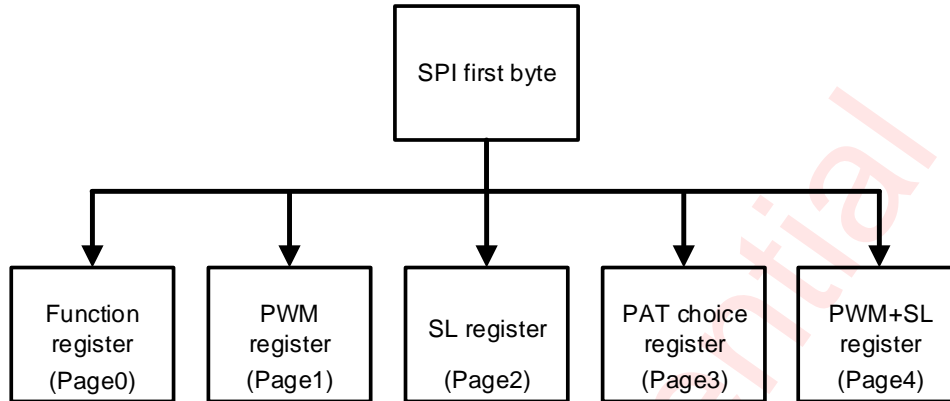 SPI first byte
Function
register
(Page0)
PWM
register
(Page1)
SL register
(Page2)
PAT choice
register
(Page3)
PWM+SL
register
(Page4)
ential